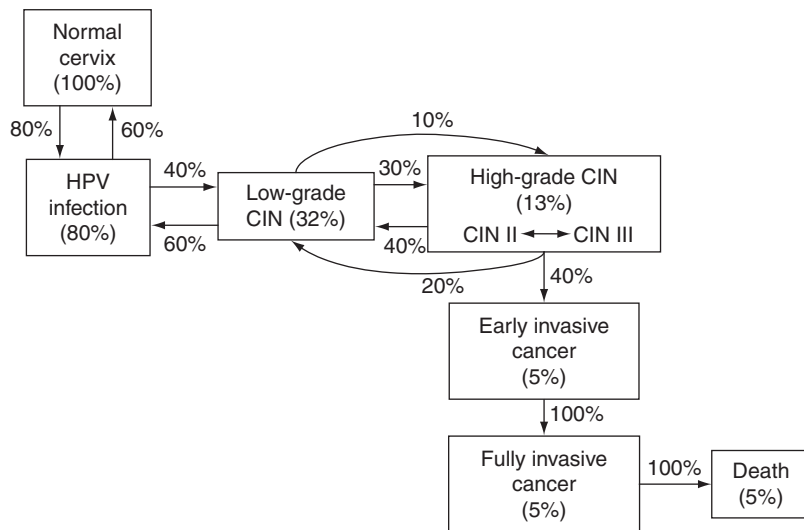 Normal
cervix
(100%)
80%
60%
10%
HPV
infection
(80%)
40%
60%
Low-grade
CIN (32%)
30%
40%
High-grade CIN
(13%)
CIN II
CIN III
20%
40%
Early invasive
cancer
(5%)
100%
Fully invasive
cancer
(5%)
100%
Death
(5%)